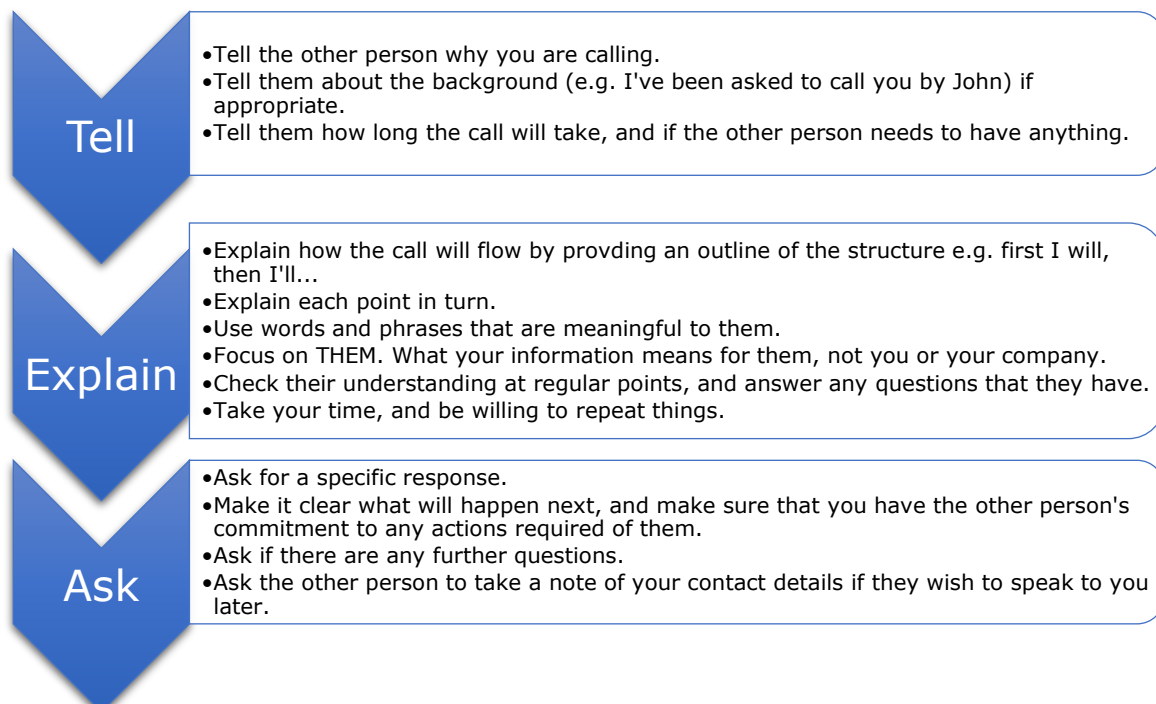 Tell
•Tell the other person why you are calling.
•Tell them about the background (e.g. I've been asked to call you by John) if
appropriate.
•Tell them how long the call will take, and if the other person needs to have anything.
Explain
•Explain how the call will flow by provding an outline of the structure e.g. first I will,
then I'll...
•Explain each point in turn.
•Use words and phrases that are meaningful to them.
•Focus on THEM. What your information means for them, not you or your company.
•Check their understanding at regular points, and answer any questions that they have.
•Take your time, and be willing to repeat things.
Ask
•Ask for a specific response.
•Make it clear what will happen next, and make sure that you have the other person's
commitment to any actions required of them.
•Ask if there are any further questions.
•Ask the other person to take a note of your contact details if they wish to speak to you
later.